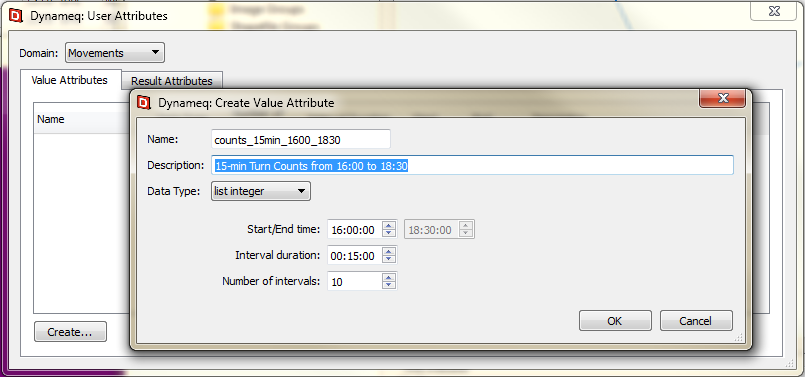 Dynameq: User Attributes
Domain: Movements
Value Attributes Result Attributes
Name
Dynameq: Create Value Attribute
Name: counts_15min_1600_1830
Description: 15-min Turn Counts from 16:00 to 18:30
Data Type: list integer
Start/End time: 16:00:00 18:30:00
Interval duration: 00:15:00
Number of intervals: 10
OK Cancel
Create...